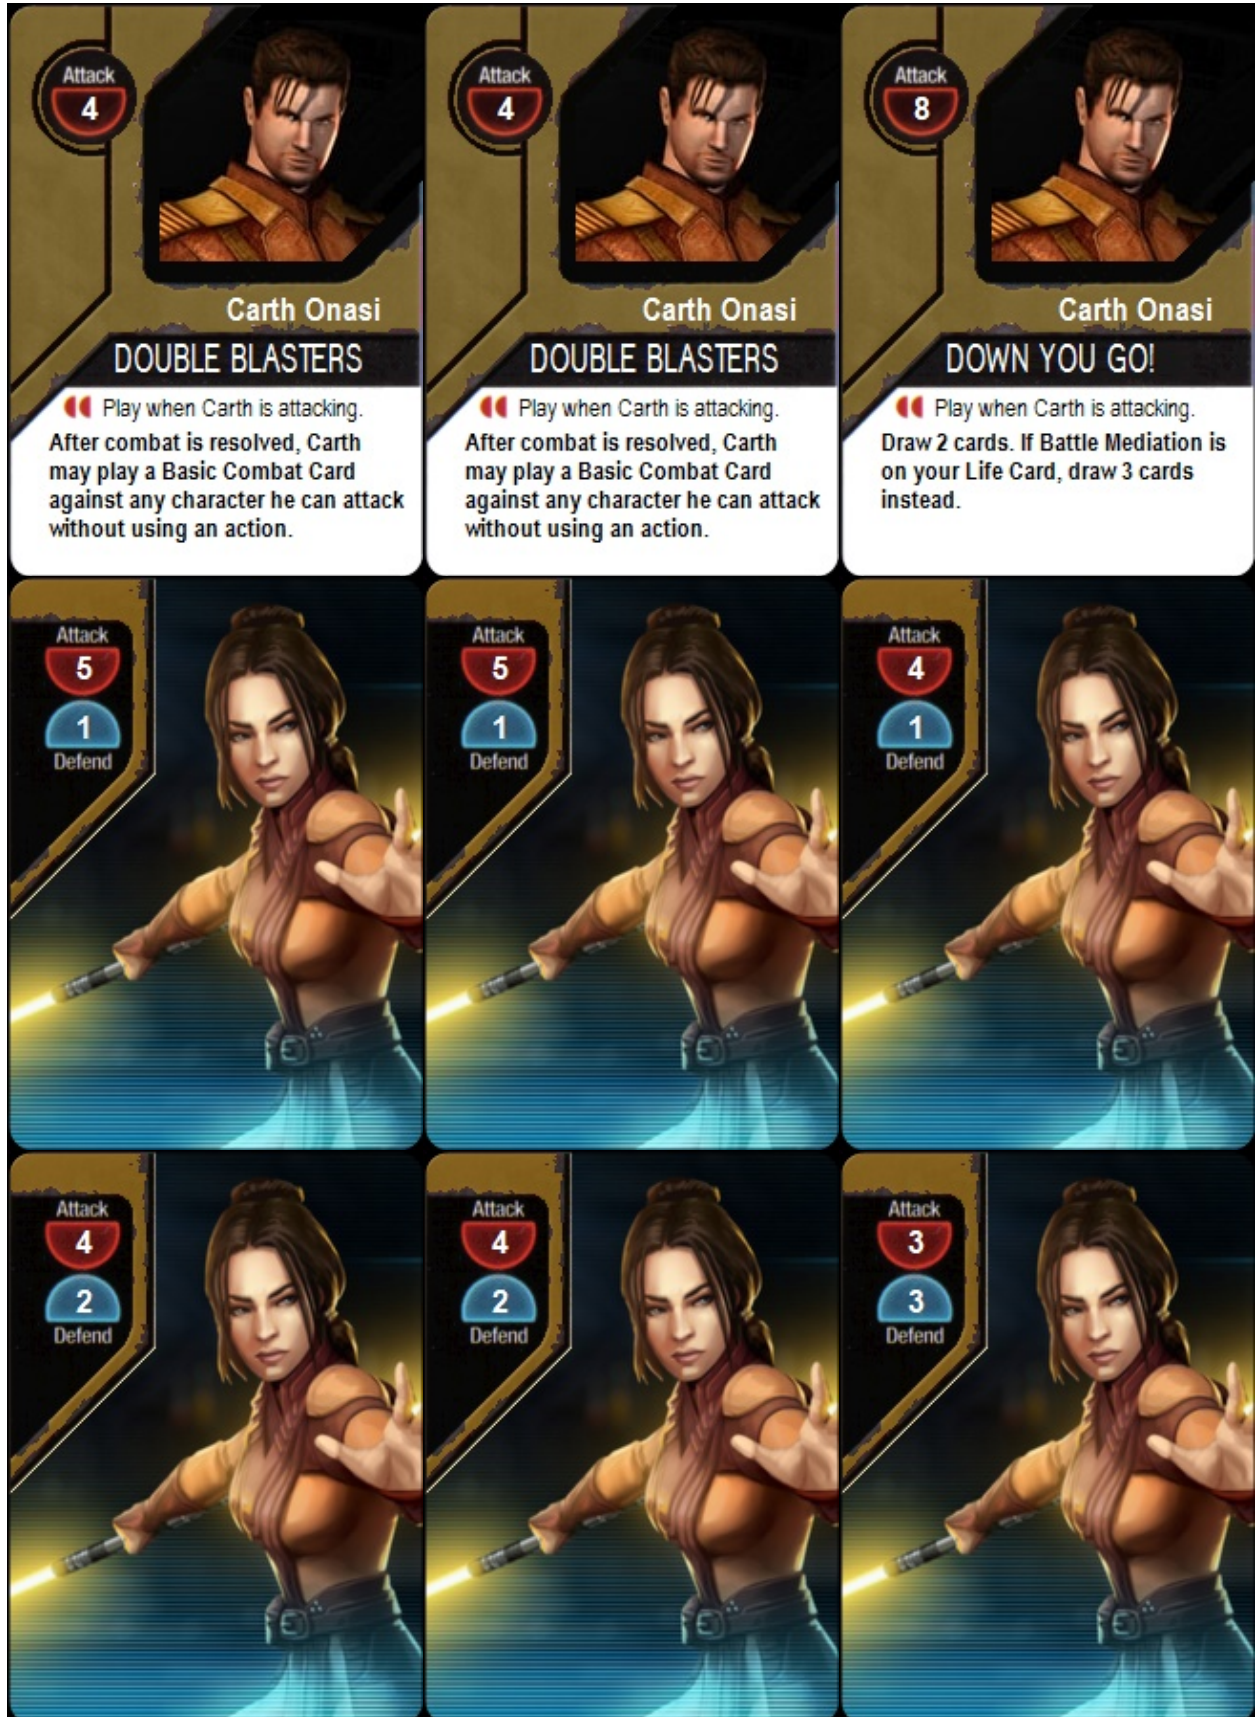 Attack
4
Carth Onasi
DOUBLE BLASTERS
Play when Carth is attacking.
After combat is resolved, Carth
may play a Basic Combat Card
against any character he can attack
without using an action.
Attack
4
Carth Onasi
DOUBLE BLASTERS
Play when Carth is attacking.
After combat is resolved, Carth
may play a Basic Combat Card
against any character he can attack
without using an action.
Attack
8
Carth Onasi
DOWN YOU GO!
Play when Carth is attacking.
Draw 2 cards. If Battle Mediation is
on your Life Card, draw 3 cards
instead.
Attack
5
1
Defend
Attack
5
1
Defend
Attack
4
1
Defend
Attack
4
2
Defend
Attack
4
2
Defend
Attack
3
3
Defend